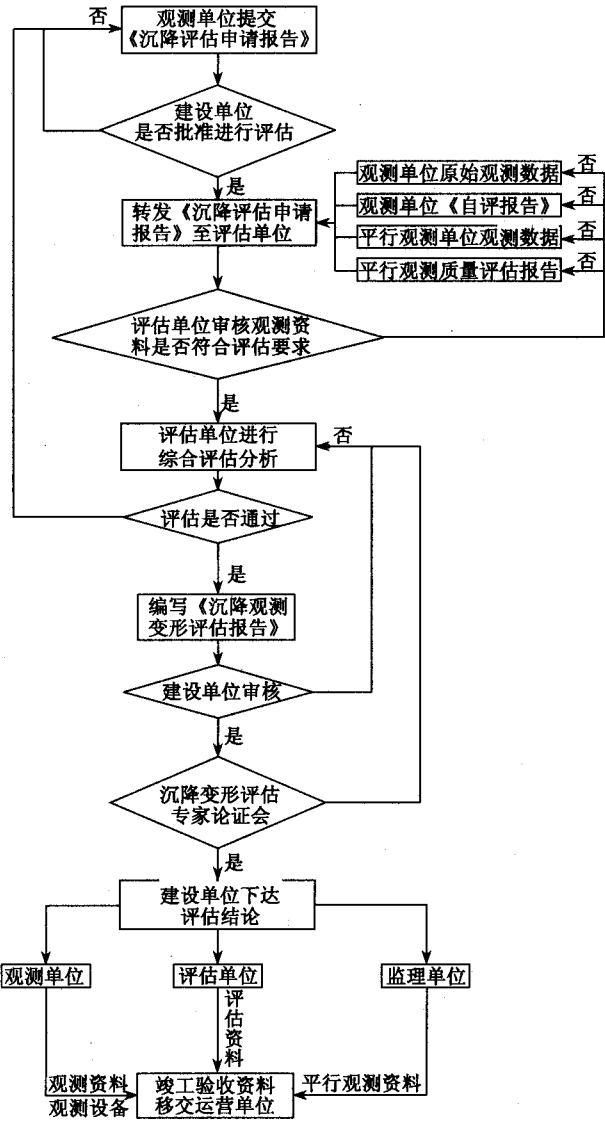 否
观测单位提交
《沉降评估申请报告》
建设单位
是否批准进行评估
是
转发《沉降评估申请
报告》至评估单位
观测单位原始观测数据
否
观测单位《自评报告》
否
平行观测单位观测数据
否
平行观测质量评估报告
否
评估单位审核观测资
料是否符合评估要求
是
评估单位进行
综合评估分析
否
评估是否通过
是
编写《沉降观测
变形评估报告》
建设单位审核
是
沉降变形评估
专家论证会
是
建设单位下达
评估结论
观测单位
评估单位
监理单位
评估资料
观测资料
观测设备
竣工验收资料
移交运营单位
平行观测资料